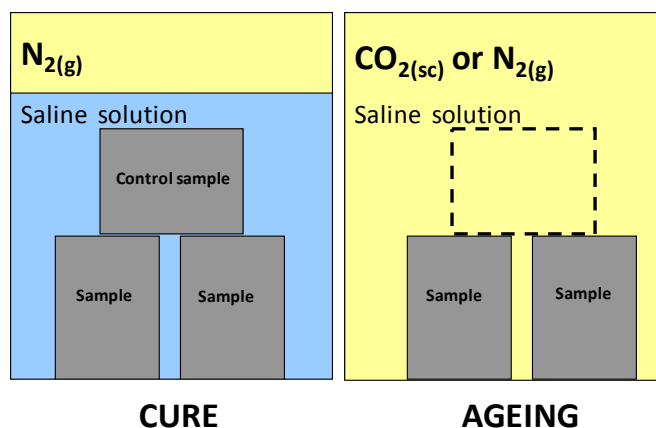 N₂(g)
Saline solution
Control sample
Sample Sample
CURE
CO₂(sc) or N₂(g)
Saline solution
Sample Sample
AGEING